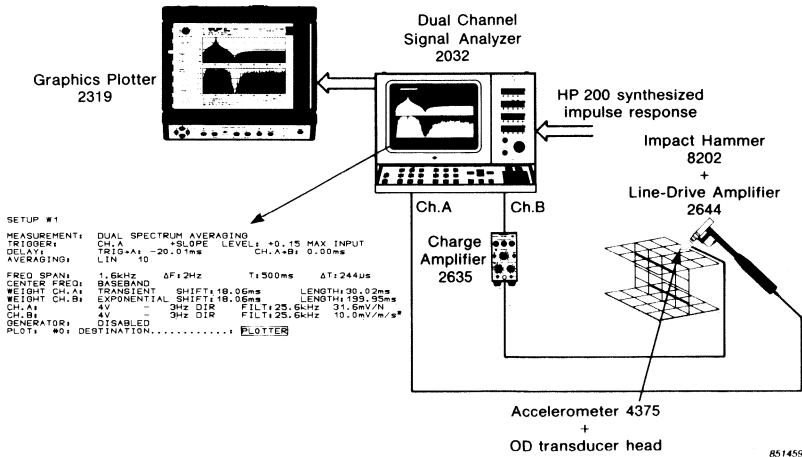 Dual Channel
Signal Analyzer
2032
Graphics Plotter
2319
HP 200 synthesized
impulse response
Impact Hammer
8202
+
Line-Drive Amplifier
2644
Ch.A
Ch.B
Charge
Amplifier
2635
SETUP W1
MEASUREMENT: DUAL SPECTRUM AVERAGING
TRIGGER: CH.A +SLOPE LEVEL: +0.15 MAX INPUT
DELAY: TRIG→A: -20.01ms CH.A→B: 0.00ms
AVERAGING: LIN 10
FREQ SPAN: 1.6kHz ΔF:2Hz T:500ms ΔT:244μs
CENTER FREQ: BASEBAND
WEIGHT CH.A: TRANSIENT SHIFT:18.06ms LENGTH:30.02ms
WEIGHT CH.B: EXPONENTIAL SHIFT:18.06ms LENGTH:199.95ms
CH.A: 4V - 3Hz DIR FILT:25.6kHz 31.6mV/N
CH.B: 4V - 3Hz DIR FILT:25.6kHz 10.0mV/m/s²
GENERATOR: DISABLED
PLOT: #0: DESTINATION............: PLOTTER
Accelerometer 4375
+
OD transducer head
851459